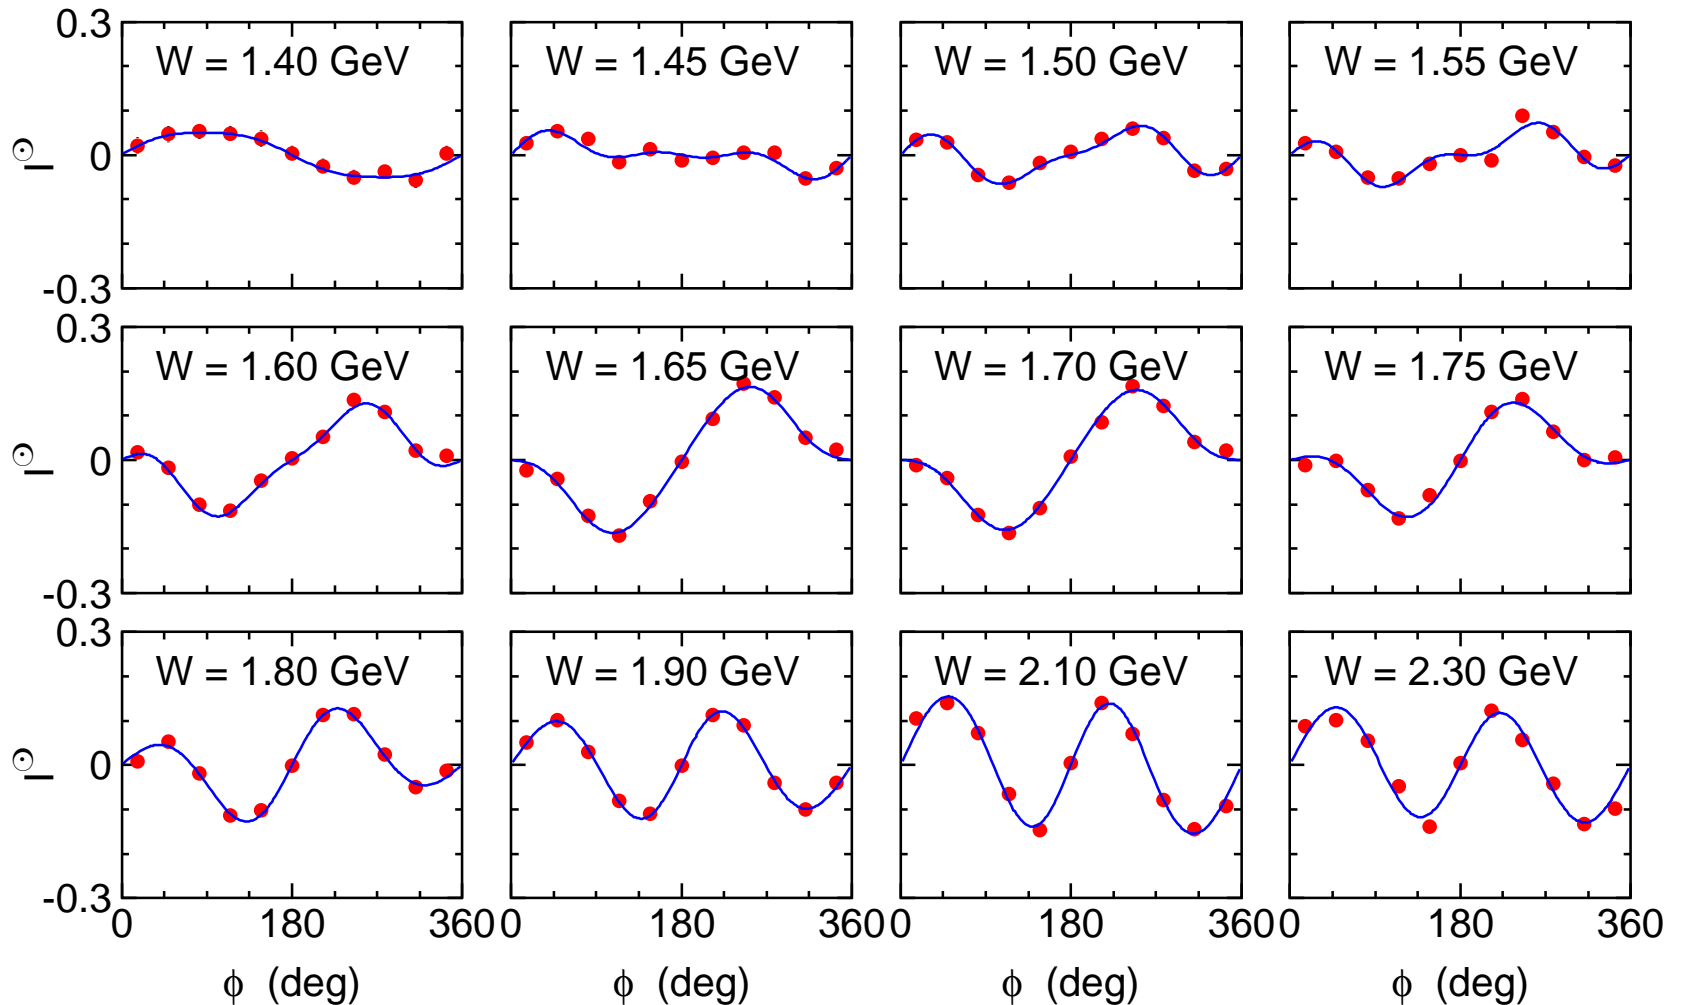 0.3 W = 1.40 GeV W = 1.45 GeV W = 1.50 GeV W = 1.55 GeV
I⊙ 0
-0.3
0.3 W = 1.60 GeV W = 1.65 GeV W = 1.70 GeV W = 1.75 GeV
I⊙ 0
-0.3
0.3 W = 1.80 GeV W = 1.90 GeV W = 2.10 GeV W = 2.30 GeV
I⊙ 0
-0.3
0 180 360 0 180 360 0 180 360 0 180 360
ϕ (deg) ϕ (deg) ϕ (deg) ϕ (deg)